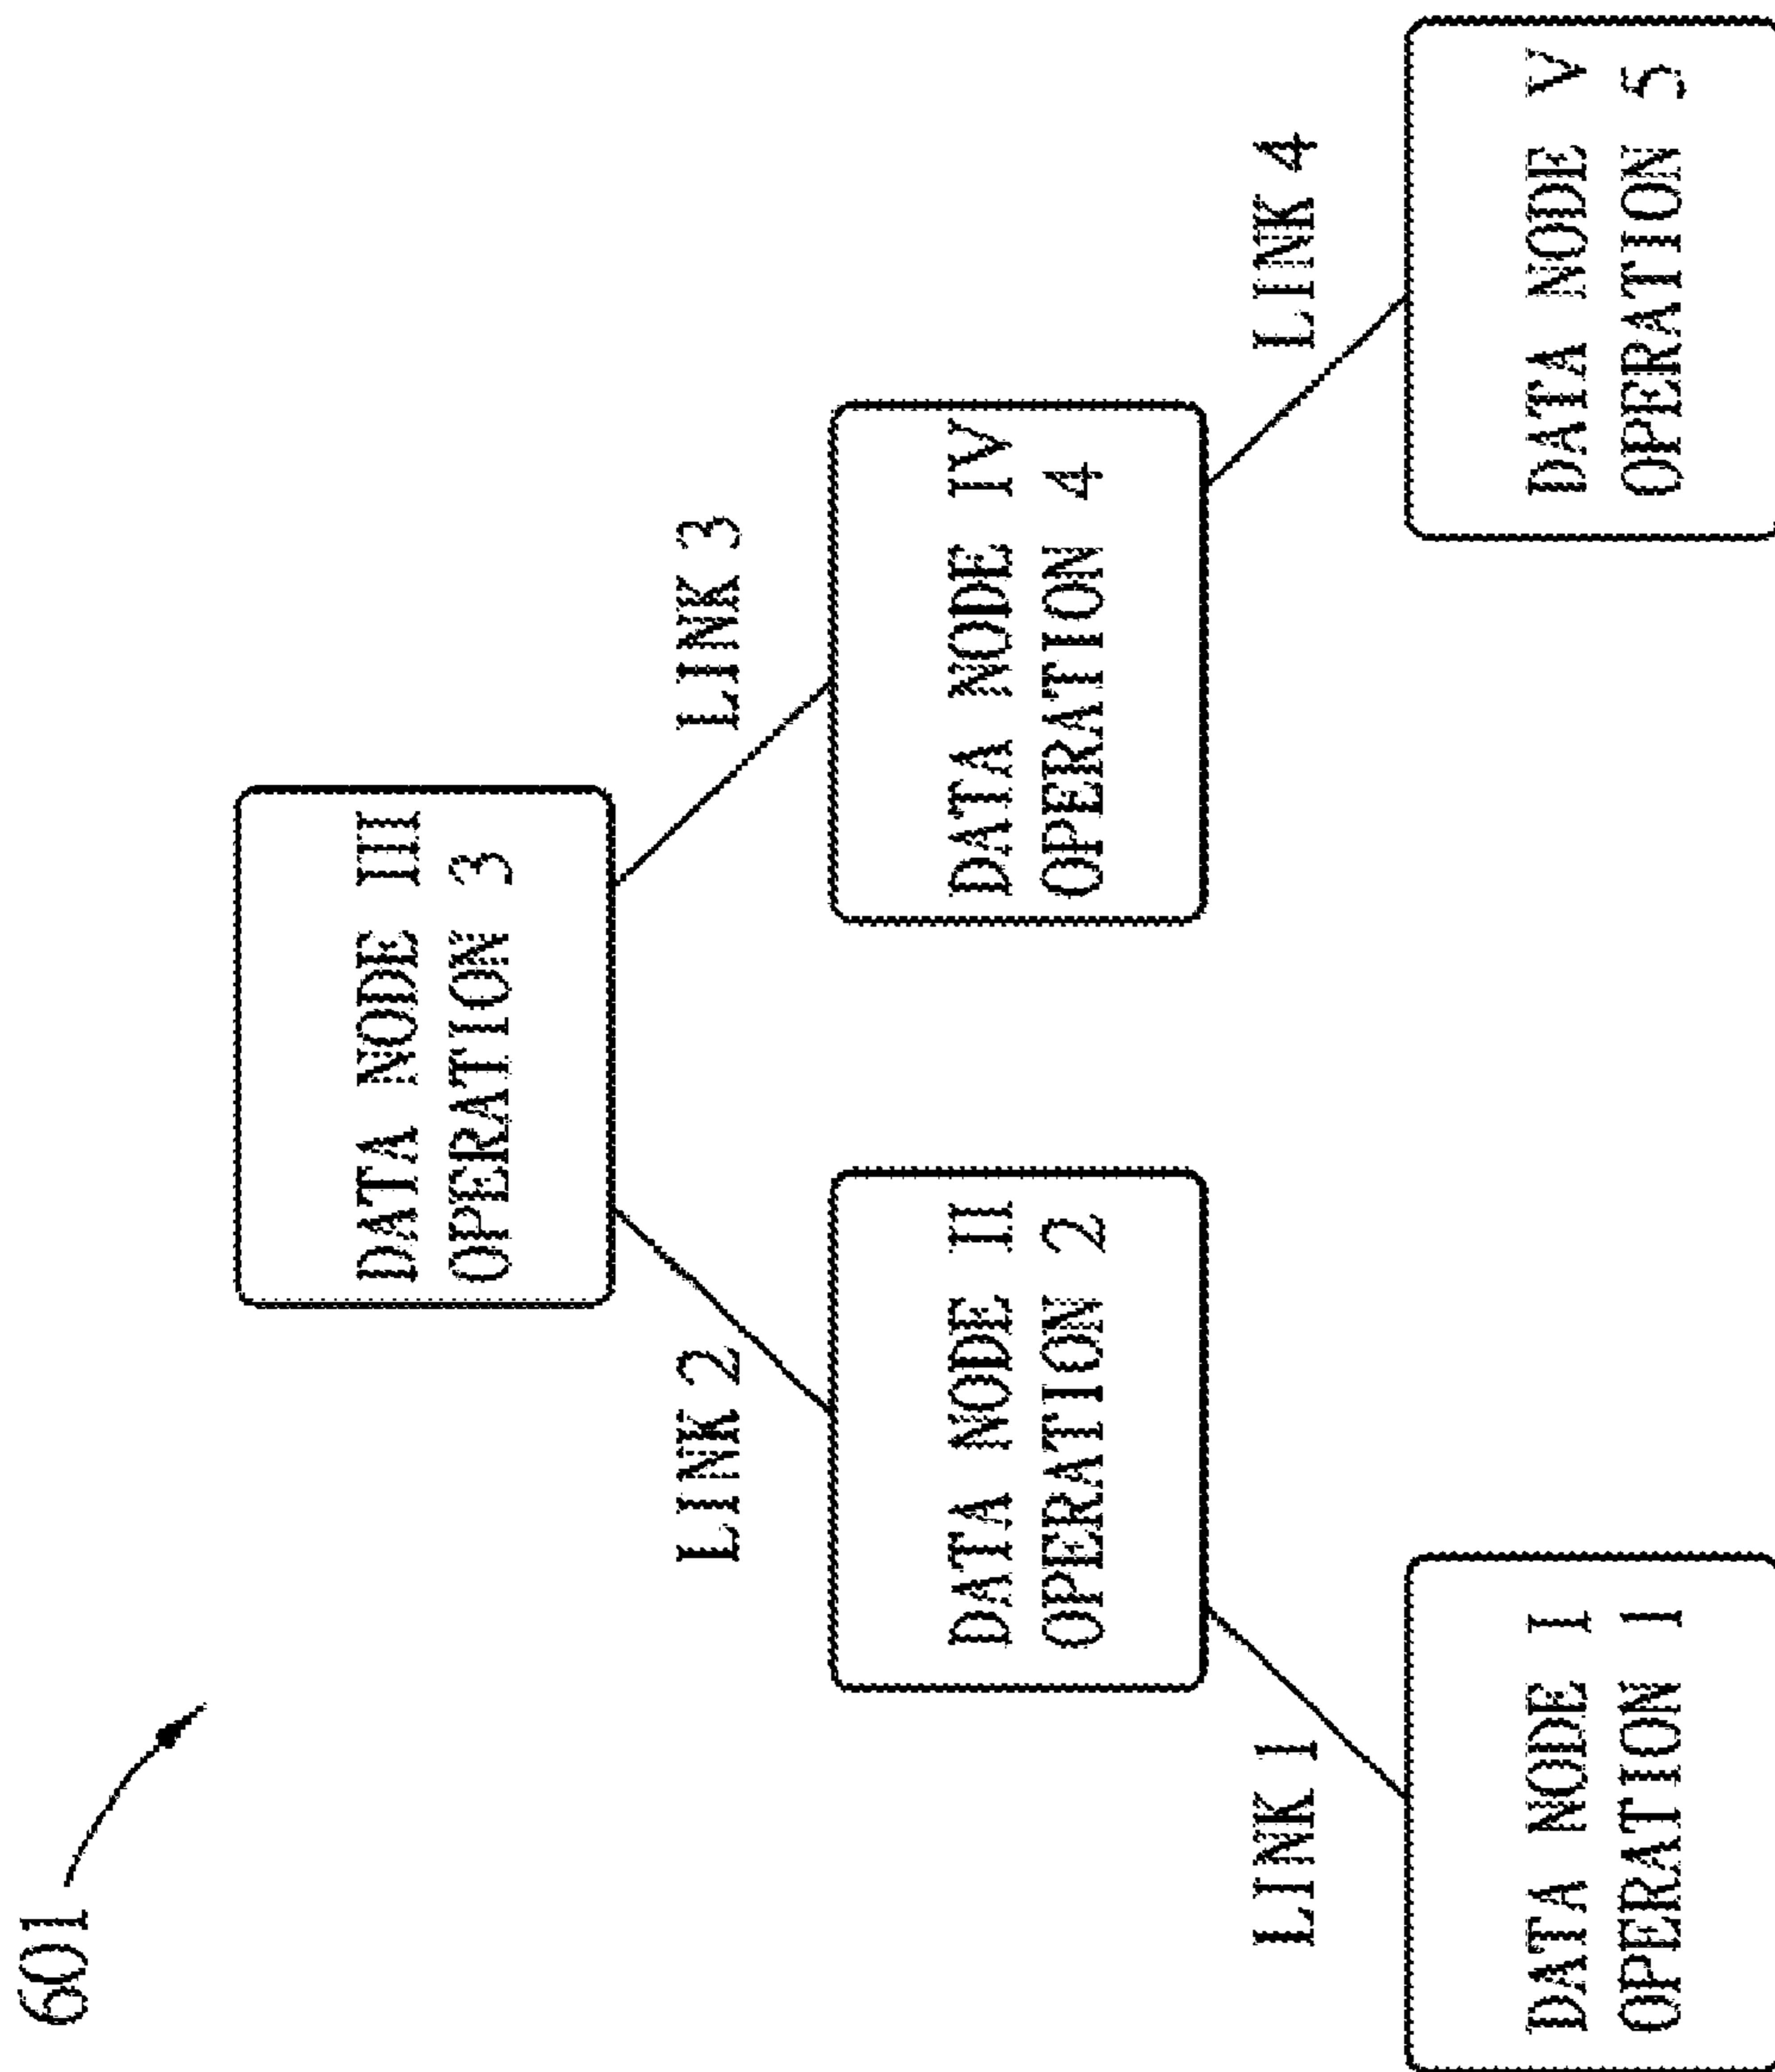 601
DATA NODE III
OPERATION 3
LINK 2
LINK 3
DATA NODE II
OPERATION 2
DATA NODE IV
OPERATION 4
LINK 1
LINK 4
DATA NODE I
OPERATION 1
DATA NODE V
OPERATION 5